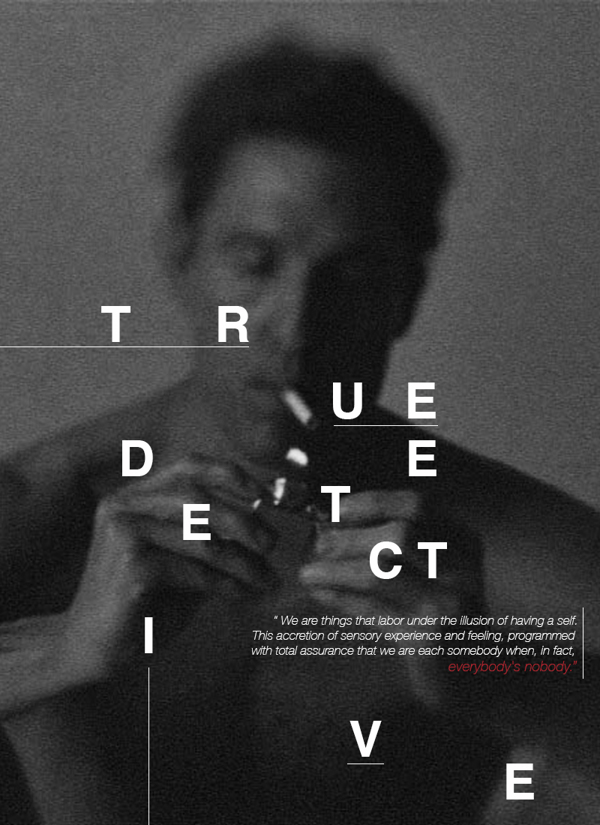 T R
U E
D E
T
E
C T
I
" We are things that labor under the illusion of having a self.
This accretion of sensory experience and feeling, programmed
with total assurance that we are each somebody when, in fact,
everybody's nobody."
V
E